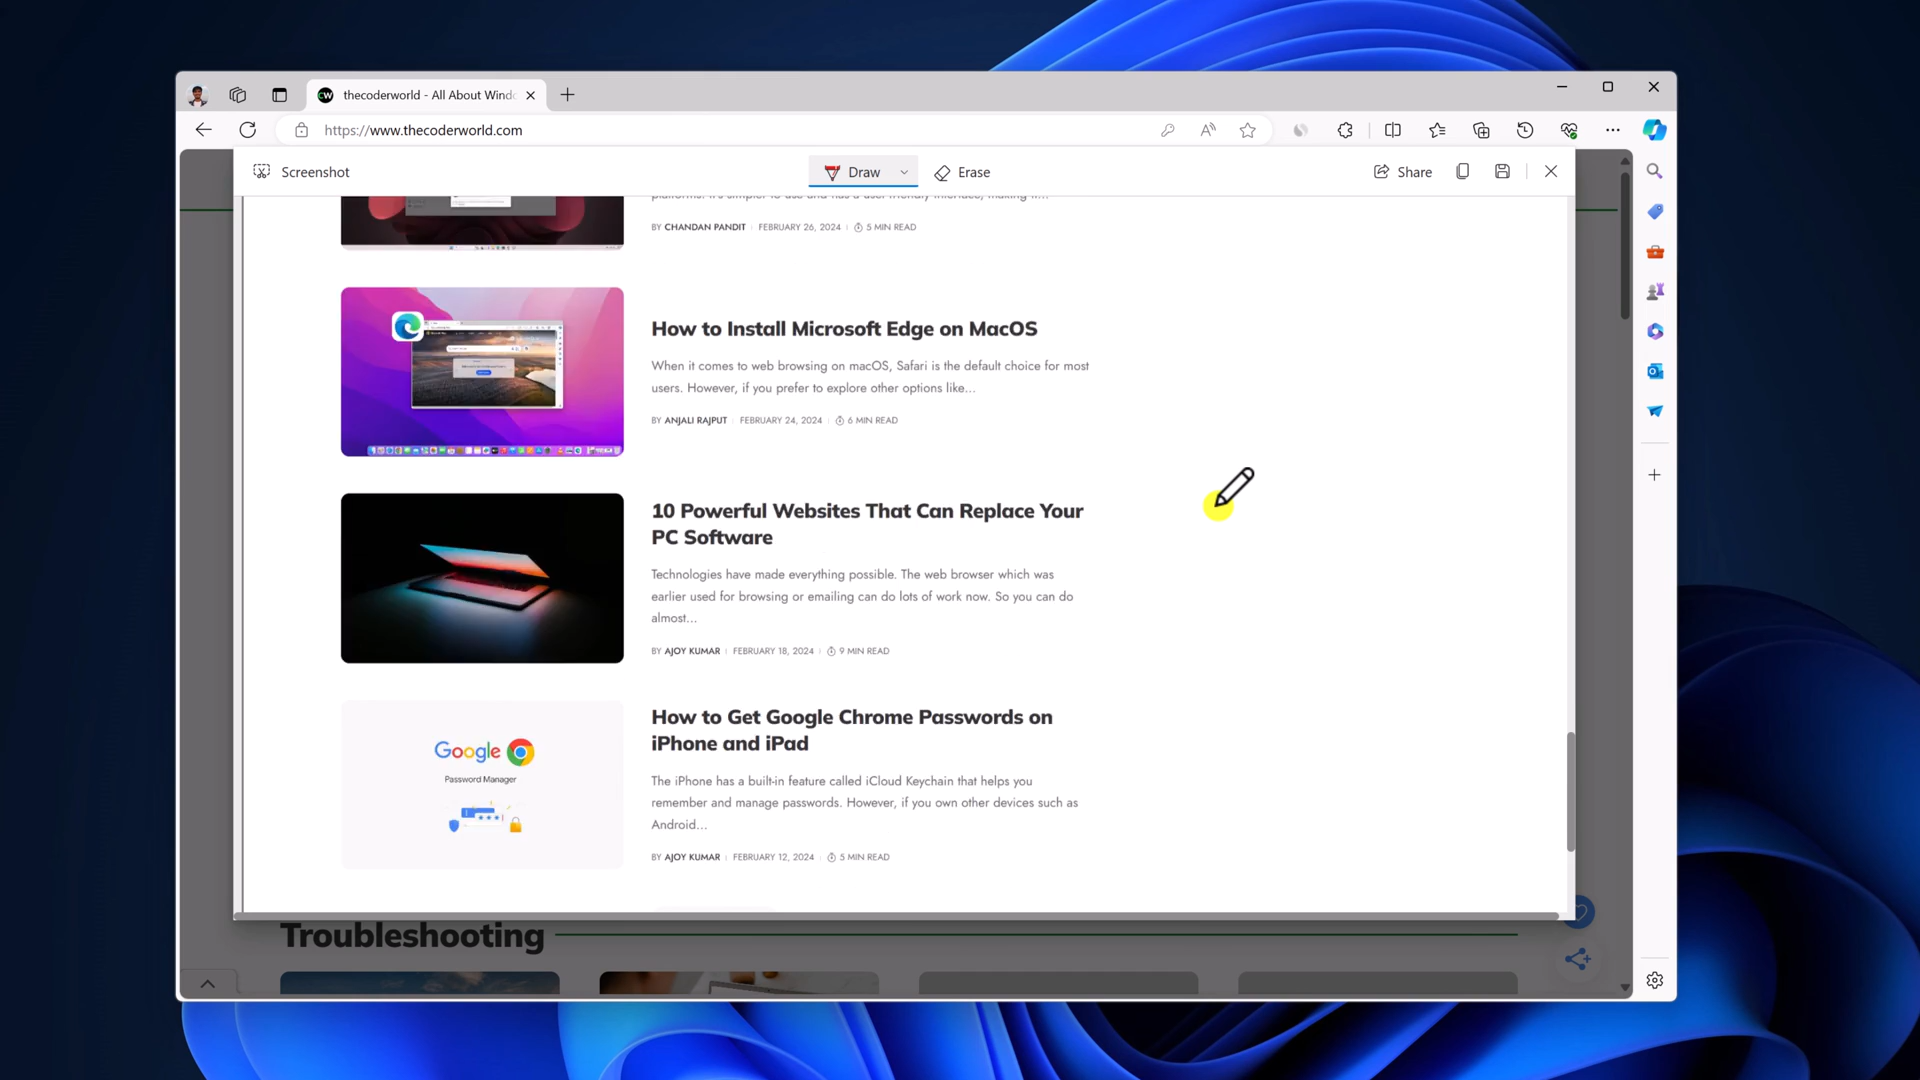 CW thecoderworld - All About Windo
https://www.thecoderworld.com
Screenshot
Draw
Erase
Share
BY CHANDAN PANDIT FEBRUARY 26, 2024 5 MIN READ
How to Install Microsoft Edge on MacOS
When it comes to web browsing on macOS, Safari is the default choice for most
users. However, if you prefer to explore other options like...
BY ANJALI RAJPUT FEBRUARY 24, 2024 6 MIN READ
10 Powerful Websites That Can Replace Your
PC Software
Technologies have made everything possible. The web browser which was
earlier used for browsing or emailing can do lots of work now. So you can do
almost...
BY AJOY KUMAR FEBRUARY 18, 2024 9 MIN READ
Google
Password Manager
How to Get Google Chrome Passwords on
iPhone and iPad
The iPhone has a built-in feature called iCloud Keychain that helps you
remember and manage passwords. However, if you own other devices such as
Android...
BY AJOY KUMAR FEBRUARY 12, 2024 5 MIN READ
Troubleshooting